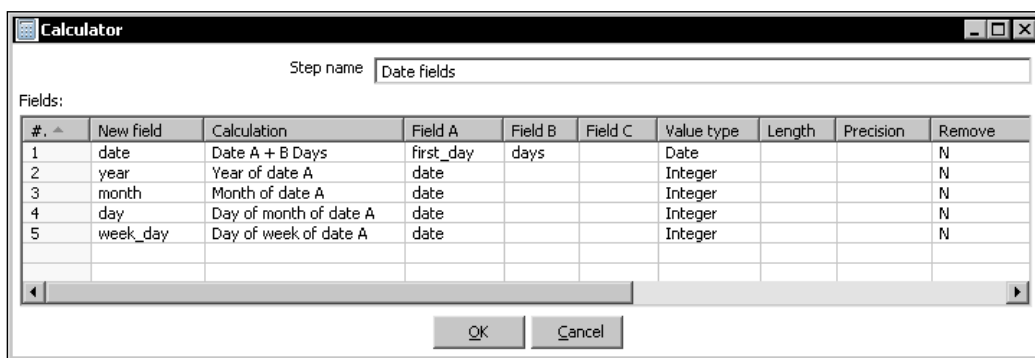 Calculator
Step name Date fields
Fields:
#. New field Calculation Field A Field B Field C Value type Length Precision Remove
1 date Date A + B Days first_day days Date N
2 year Year of date A date Integer N
3 month Month of date A date Integer N
4 day Day of month of date A date Integer N
5 week_day Day of week of date A date Integer N
OK Cancel